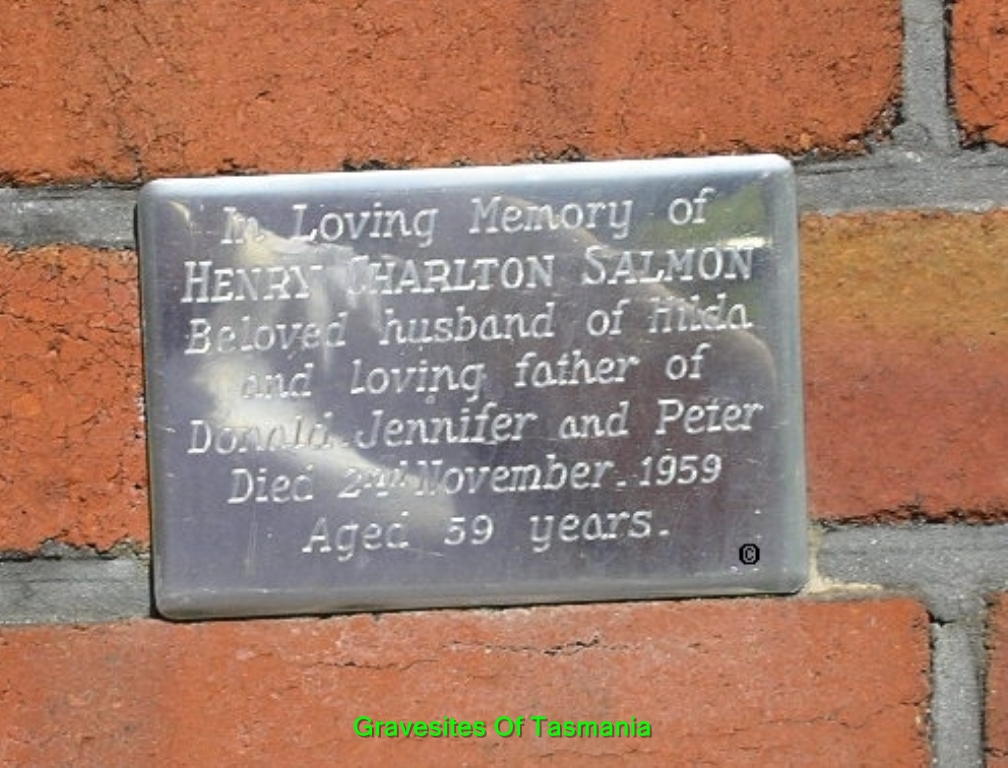 In Loving Memory of
HENRY CHARLTON SALMON
Beloved husband of Hilda
and loving father of
Donald Jennifer and Peter
Died November. 1959
Aged 59 years.
©
Gravesites Of Tasmania